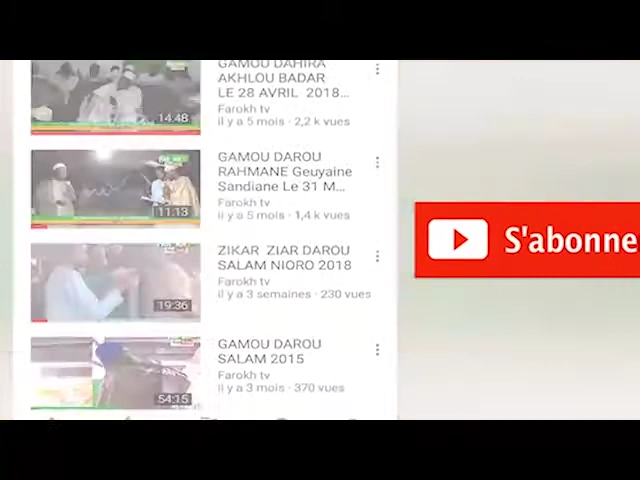 GAMOU DAHIRA
AKHLOU BADAR
LE 28 AVRIL 2018...
Farokh tv
il y a 5 mois · 2,2 k vues
14:48
GAMOU DAROU
RAHMANE Geuyaine
Sandiane Le 31 M...
Farokh tv
il y a 5 mois · 1,4 k vues
11:13
ZIKAR ZIAR DAROU
SALAM NIORO 2018
Farokh tv
il y a 3 semaines · 230 vues
19:36
GAMOU DAROU
SALAM 2015
Farokh tv
il y a 3 mois · 370 vues
54:15
S'abonne